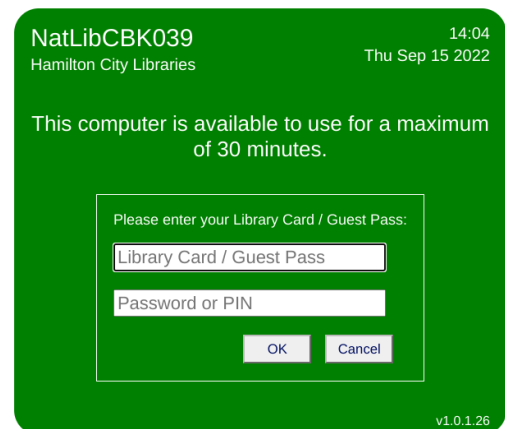 NatLibCBK039
14:04
Hamilton City Libraries
Thu Sep 15 2022
This computer is available to use for a maximum
of 30 minutes.
Please enter your Library Card / Guest Pass:
Library Card / Guest Pass
Password or PIN
OK
Cancel
v1.0.1.26